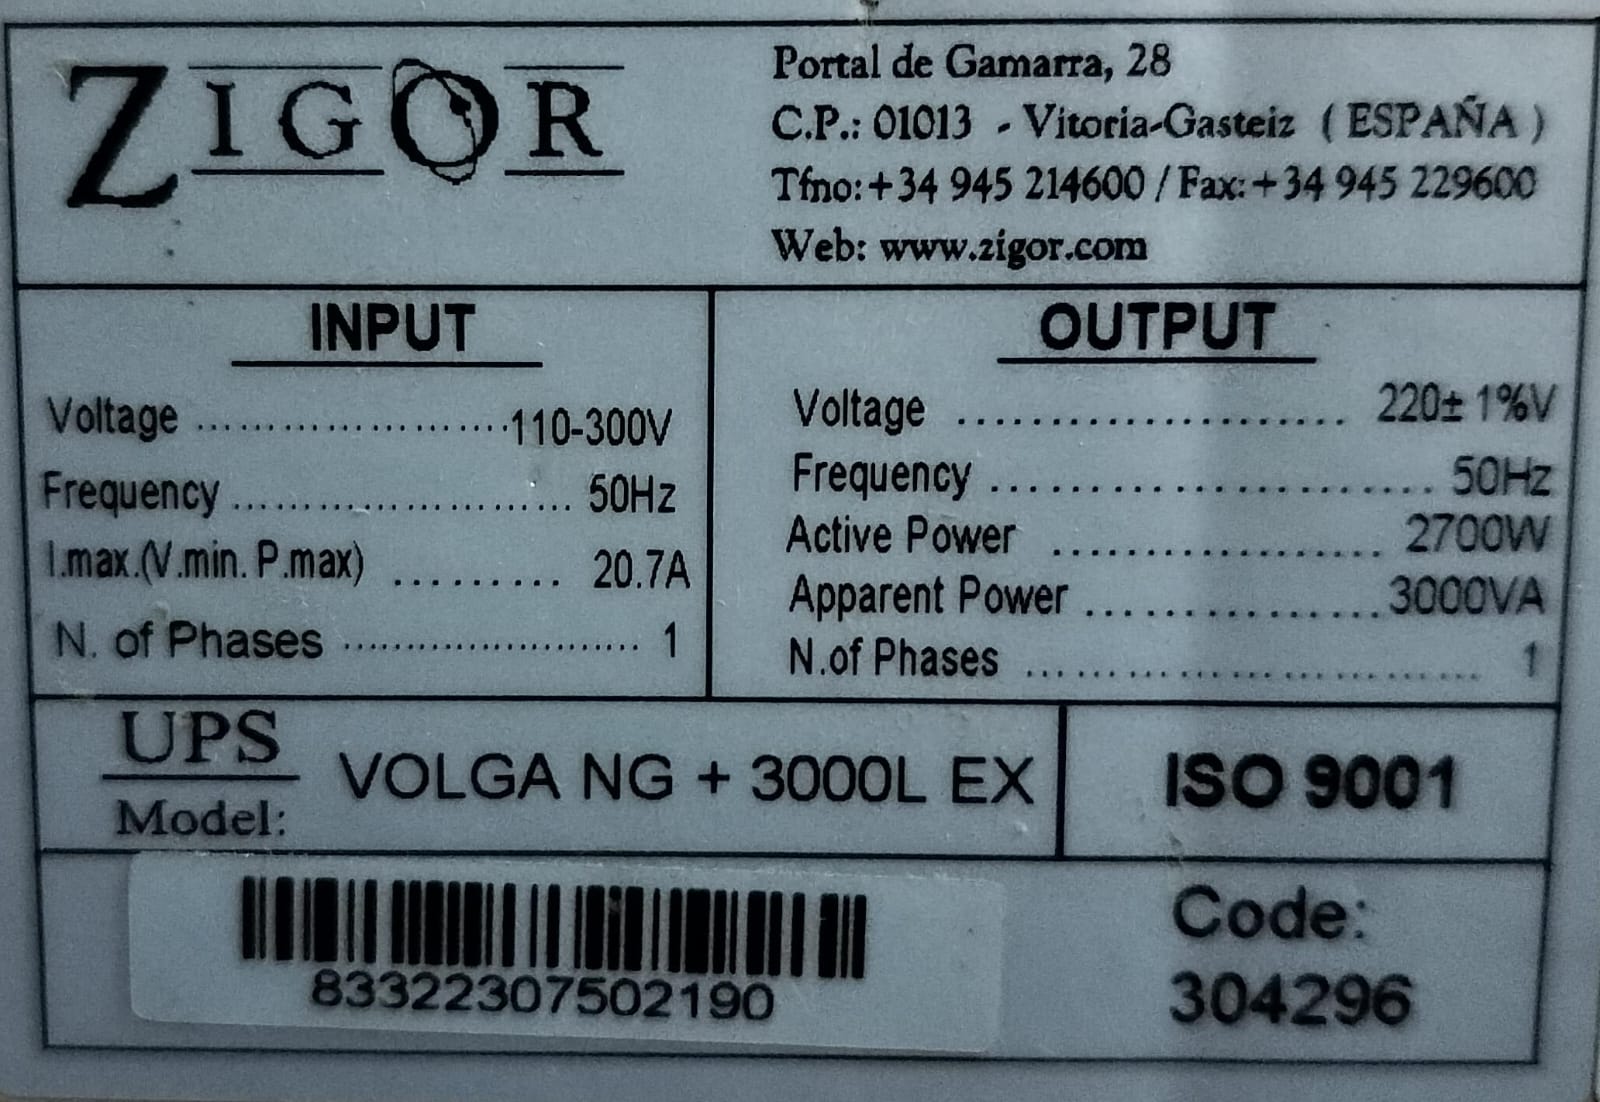 ZIGOR
Portal de Gamarra, 28
C.P.: 01013 - Vitoria-Gasteiz ( ESPAÑA )
Tfno: +34 945 214600 / Fax: +34 945 229600
Web: www.zigor.com
INPUT
Voltage ........................ 110-300V
Frequency ........................ 50Hz
I.max.(V.min. P.max) .......... 20.7A
N. of Phases ........................ 1
OUTPUT
Voltage ........................ 220± 1%V
Frequency ........................ 50Hz
Active Power .................... 2700W
Apparent Power .................. 3000VA
N.of Phases ........................ 1
UPS
Model:
VOLGA NG + 3000L EX
ISO 9001
83322307502190
Code:
304296